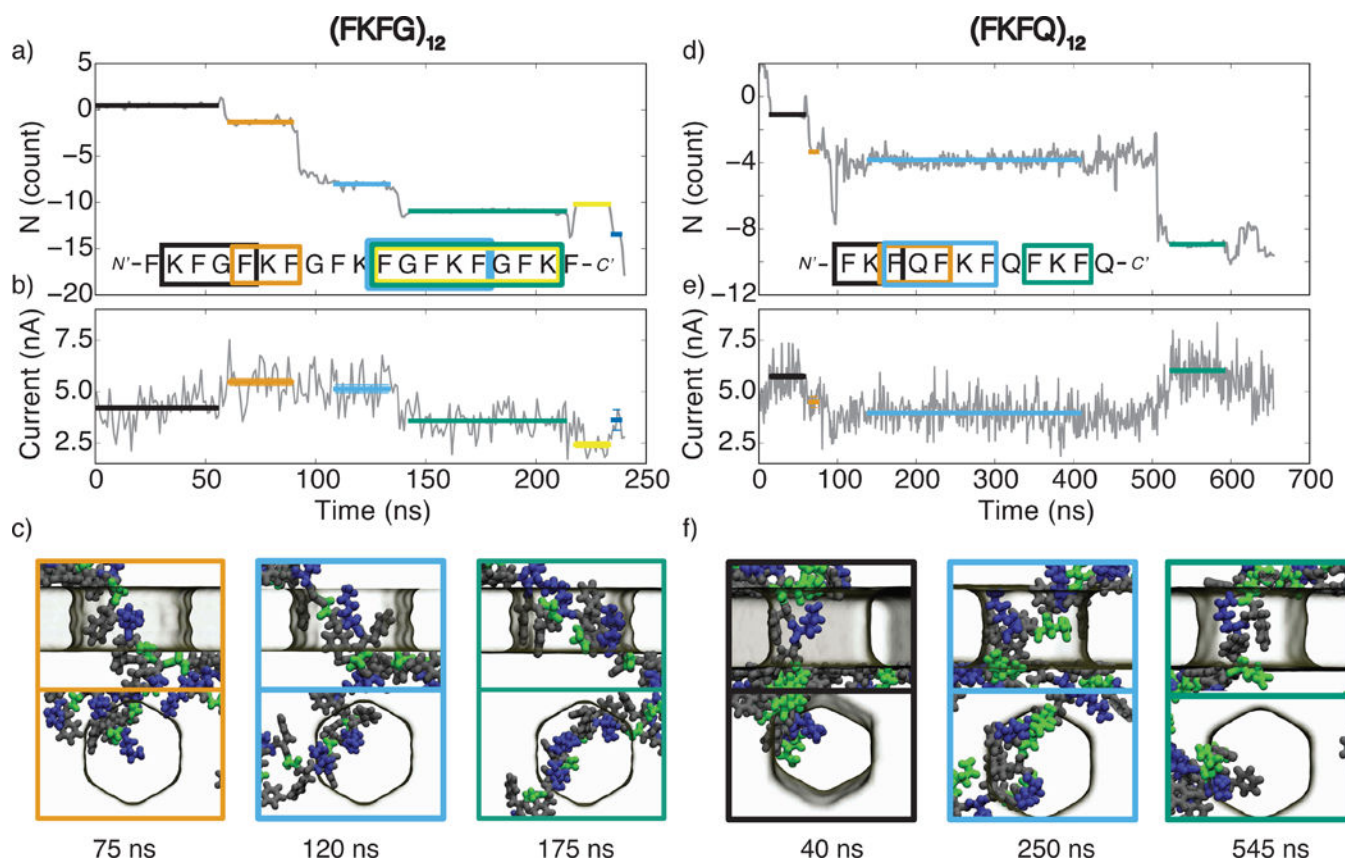 (FKFG)12
(FKFQ)12
a)
5
0
−5
−10
−15
−20
N (count)
N'-FKFGFKFGFKFGFKFGFKF-C'
b)
7.5
5.0
2.5
Current (nA)
0 50 100 150 200 250
Time (ns)
c)
75 ns 120 ns 175 ns
d)
0
−4
−8
−12
N (count)
N'-FKFQFKFQFKFQ-C'
e)
7.5
5.0
2.5
Current (nA)
0 100 200 300 400 500 600 700
Time (ns)
f)
40 ns 250 ns 545 ns